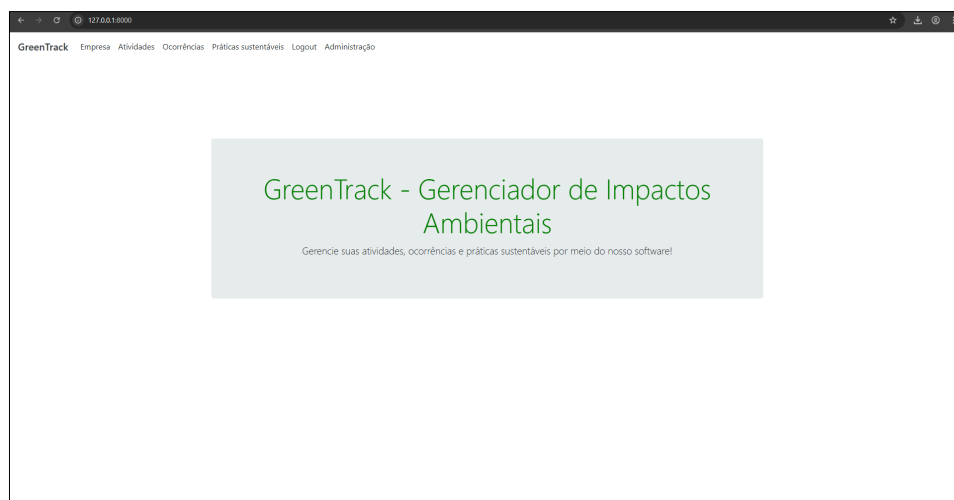 127.0.0.1:8000
GreenTrack Empresa Atividades Ocorrências Práticas sustentáveis Logout Administração
GreenTrack - Gerenciador de Impactos
Ambientais
Gerencie suas atividades, ocorrências e práticas sustentáveis por meio do nosso software!